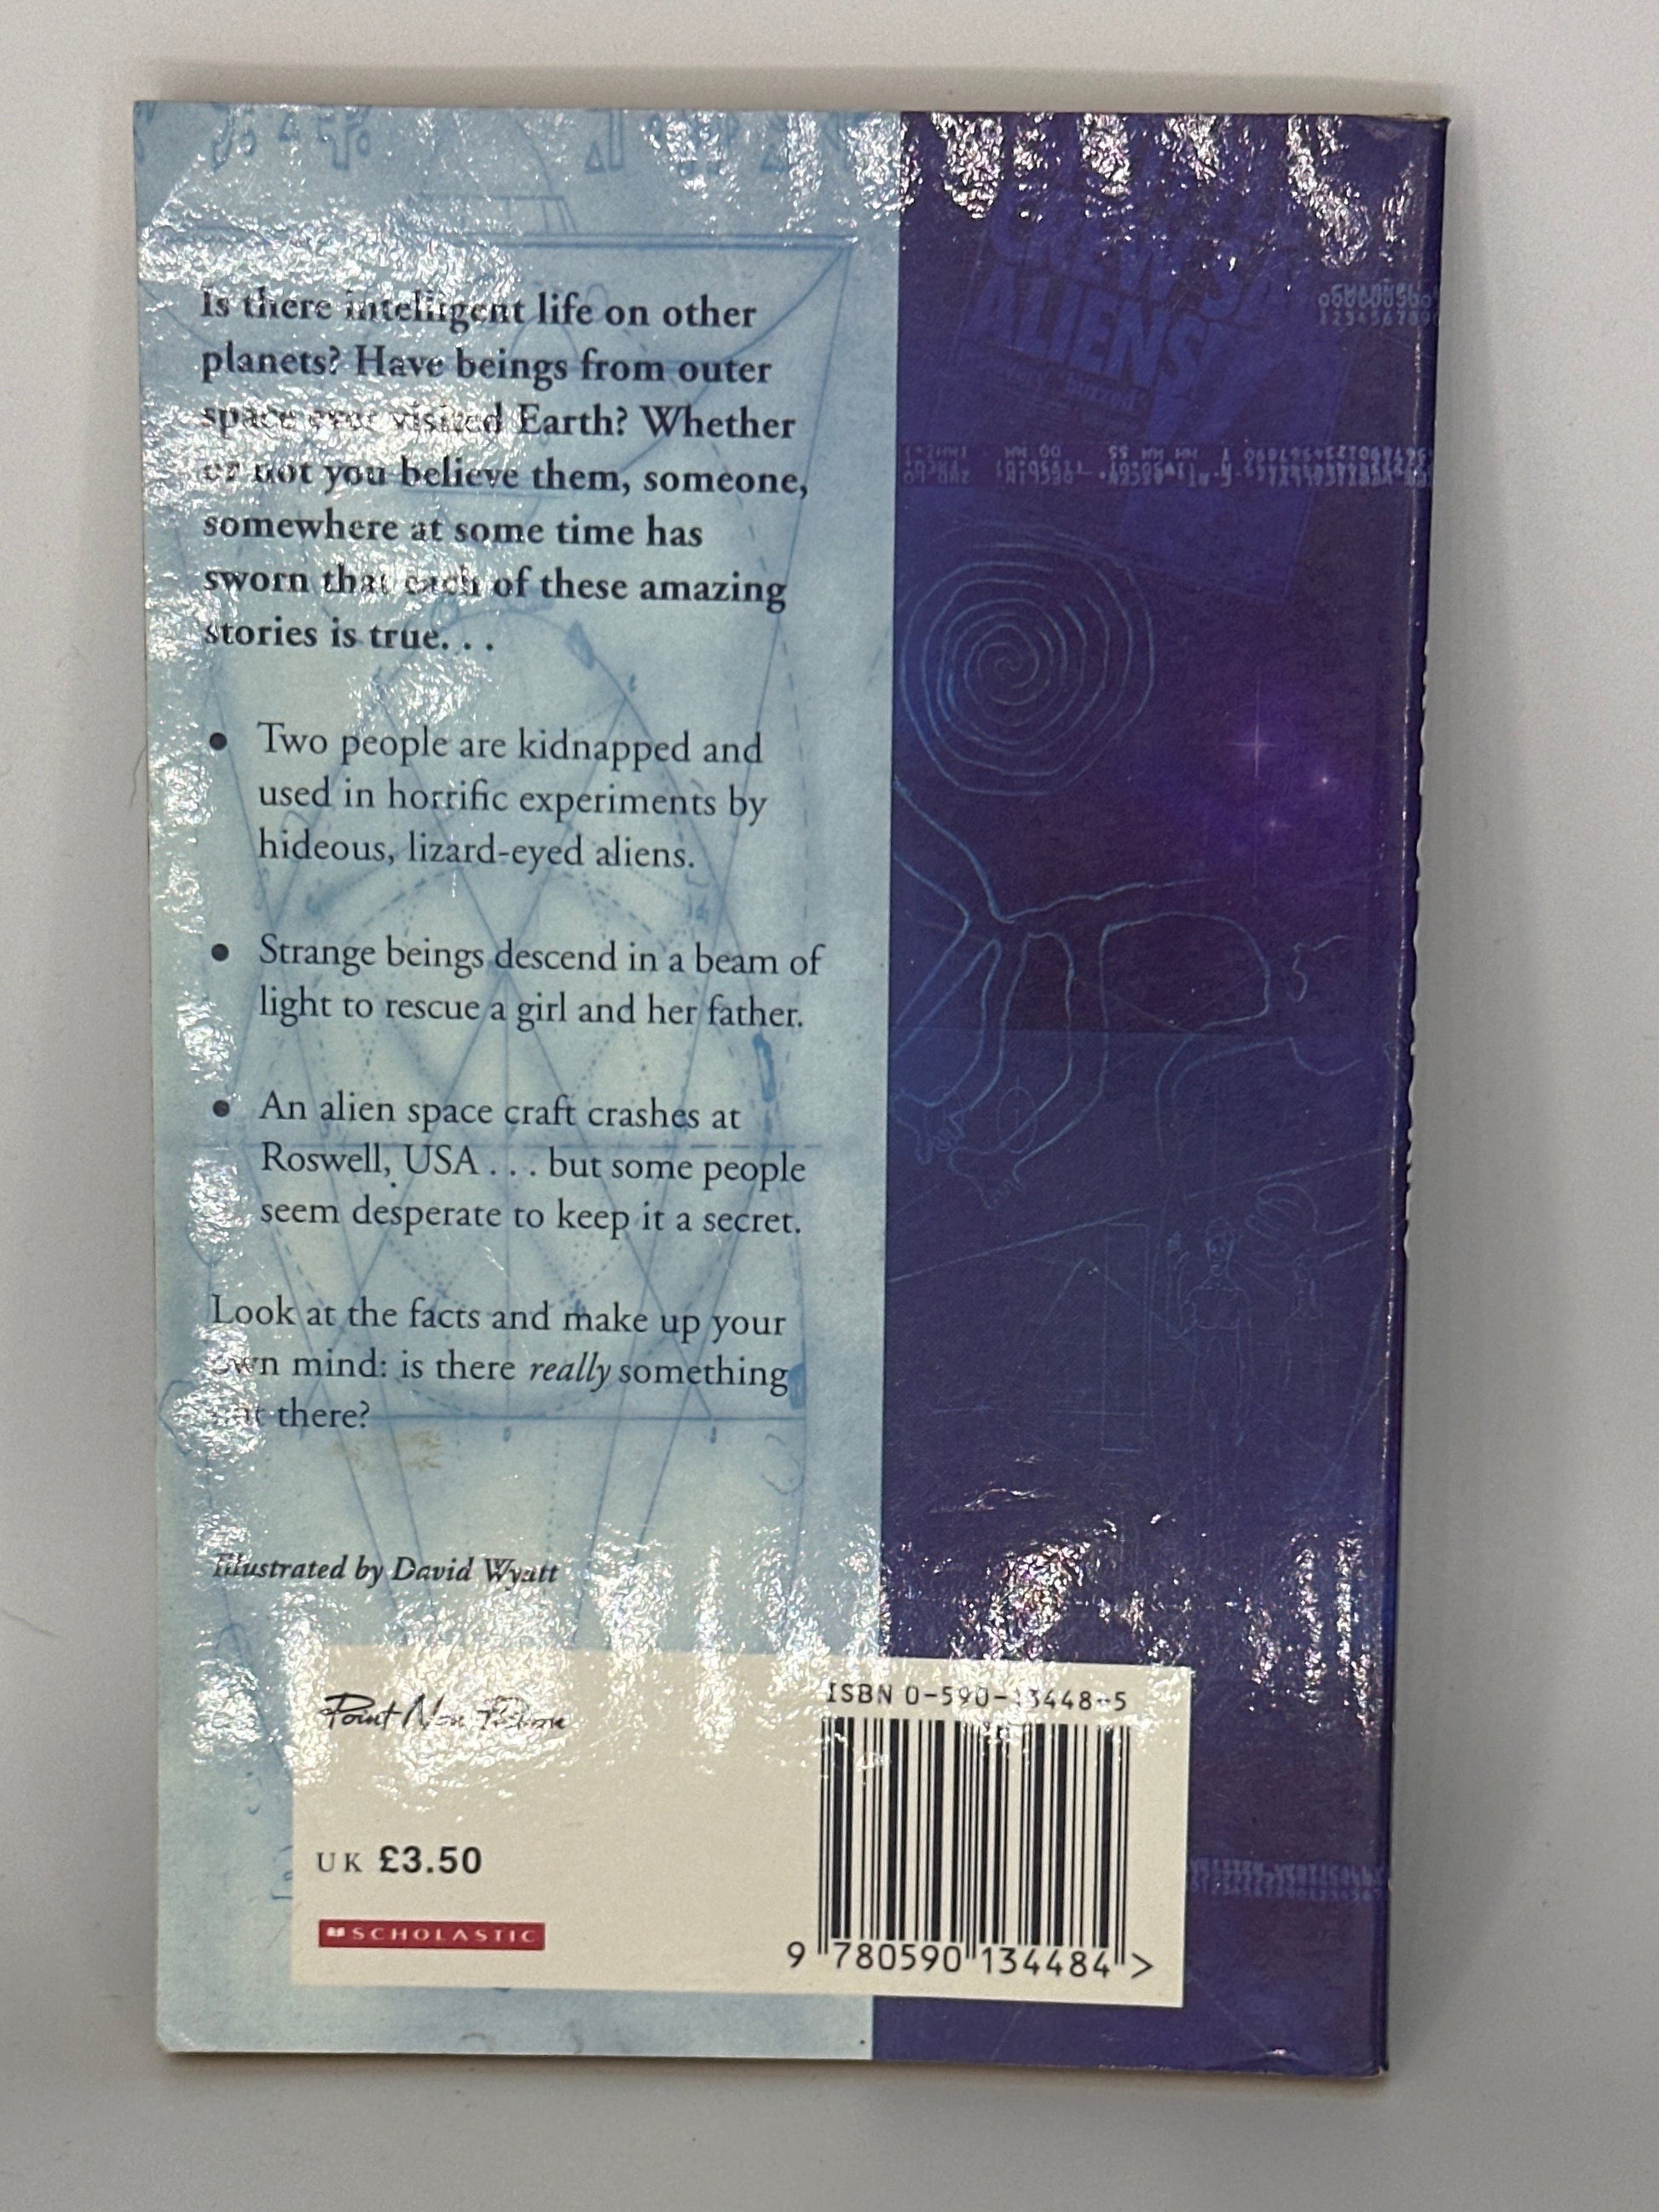 Is there intelligent life on other
planets? Have beings from outer
space ever visited Earth? Whether
or not you believe them, someone,
somewhere at some time has
sworn that each of these amazing
stories is true. . .
• Two people are kidnapped and
used in horrific experiments by
hideous, lizard-eyed aliens.
• Strange beings descend in a beam of
light to rescue a girl and her father.
• An alien space craft crashes at
Roswell, USA . . . but some people
seem desperate to keep it a secret.
Look at the facts and make up your
own mind: is there really something
out there?
Illustrated by David Wyatt
Point Non-Fiction
UK £3.50
SCHOLASTIC
ISBN 0-590-13448-5
9 780590 134484 >
ALIENS